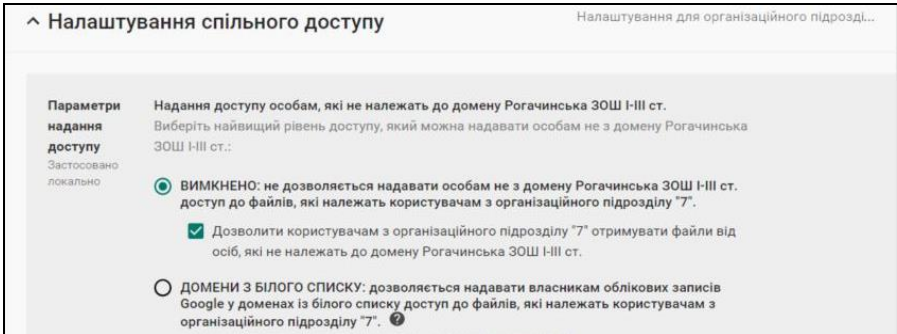 Налаштування спільного доступу
Налаштування для організаційного підрозді...
Параметри надання доступу
Застосовано локально
Надання доступу особам, які не належать до домену Рогачинська ЗОШ І-ІІІ ст.
Виберіть найвищий рівень доступу, який можна надавати особам не з домену Рогачинська
ЗОШ І-ІІІ ст.:
ВИМКНЕНО: не дозволяється надавати особам не з домену Рогачинська ЗОШ І-ІІІ ст.
доступ до файлів, які належать користувачам з організаційного підрозділу "7".
Дозволити користувачам з організаційного підрозділу "7" отримувати файли від
осіб, які не належать до домену Рогачинська ЗОШ І-ІІІ ст.
ДОМЕНИ З БІЛОГО СПИСКУ: дозволяється надавати власникам облікових записів
Google у доменах із білого списку доступ до файлів, які належать користувачам з
організаційного підрозділу "7".